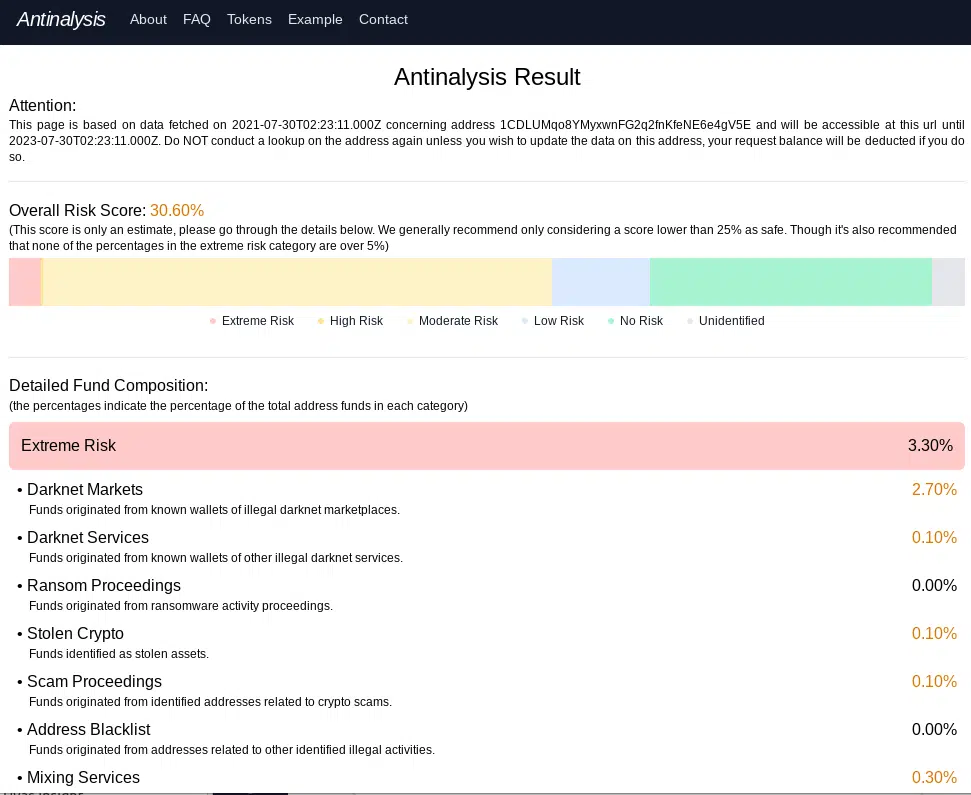 Antinalysis About FAQ Tokens Example Contact
Antinalysis Result
Attention:
This page is based on data fetched on 2021-07-30T02:23:11.000Z concerning address 1CDLUMqo8YMyxwnFG2q2fnKfeNE6e4gV5E and will be accessible at this url until
2023-07-30T02:23:11.000Z. Do NOT conduct a lookup on the address again unless you wish to update the data on this address, your request balance will be deducted if you do
so.
Overall Risk Score: 30.60%
(This score is only an estimate, please go through the details below. We generally recommend only considering a score lower than 25% as safe. Though it's also recommended
that none of the percentages in the extreme risk category are over 5%)
Extreme Risk High Risk Moderate Risk Low Risk No Risk Unidentified
Detailed Fund Composition:
(the percentages indicate the percentage of the total address funds in each category)
Extreme Risk 3.30%
• Darknet Markets 2.70%
Funds originated from known wallets of illegal darknet marketplaces.
• Darknet Services 0.10%
Funds originated from known wallets of other illegal darknet services.
• Ransom Proceedings 0.00%
Funds originated from ransomware activity proceedings.
• Stolen Crypto 0.10%
Funds identified as stolen assets.
• Scam Proceedings 0.10%
Funds originated from identified addresses related to crypto scams.
• Address Blacklist 0.00%
Funds originated from addresses related to other identified illegal activities.
• Mixing Services 0.30%